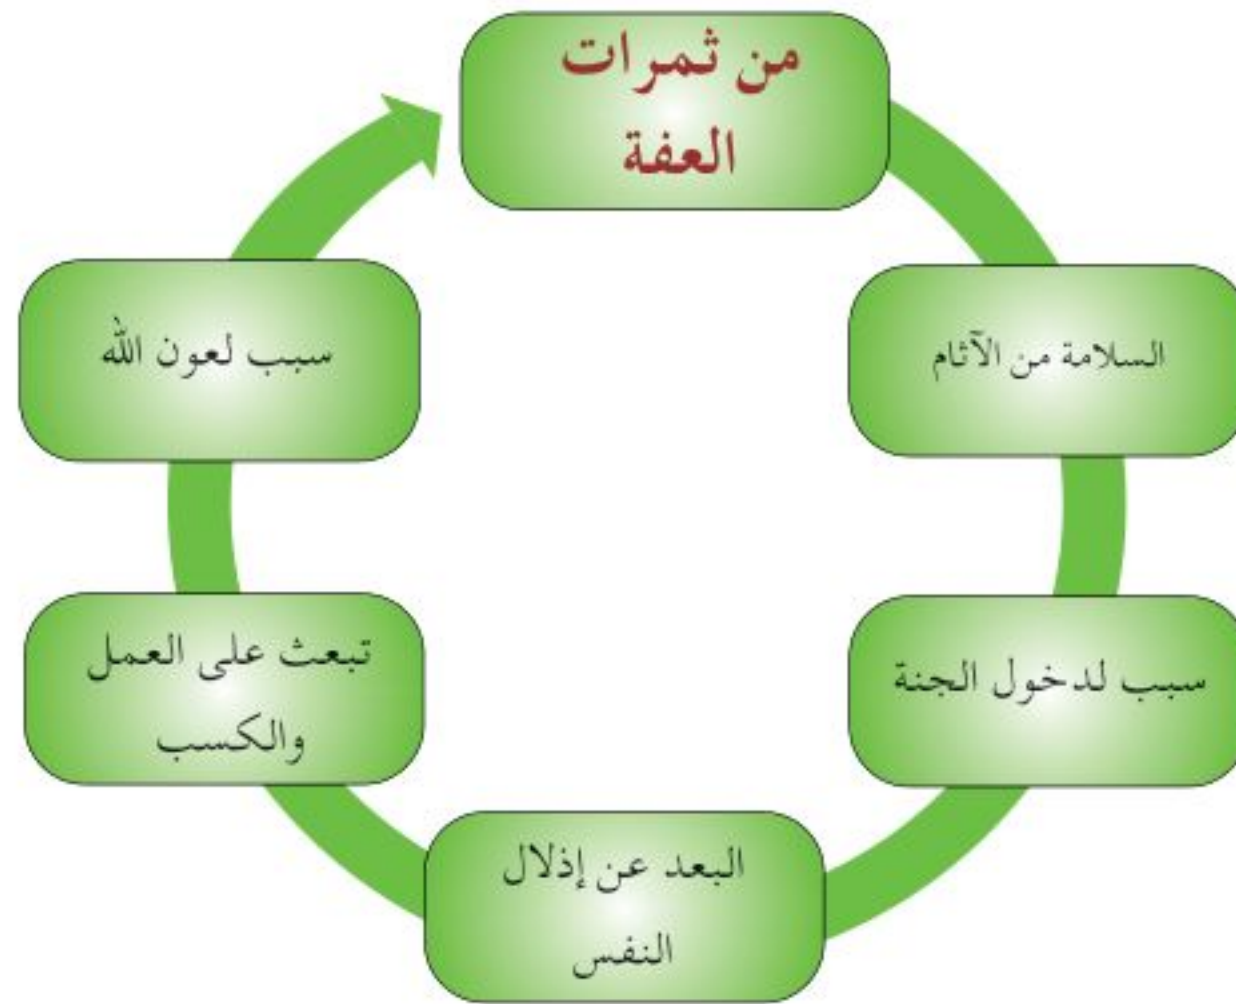 من ثمرات
العفة
السلامة من الآثام
سبب لدخول الجنة
البعد عن إذلال
النفس
تبعث على العمل
والكسب
سبب لعون الله